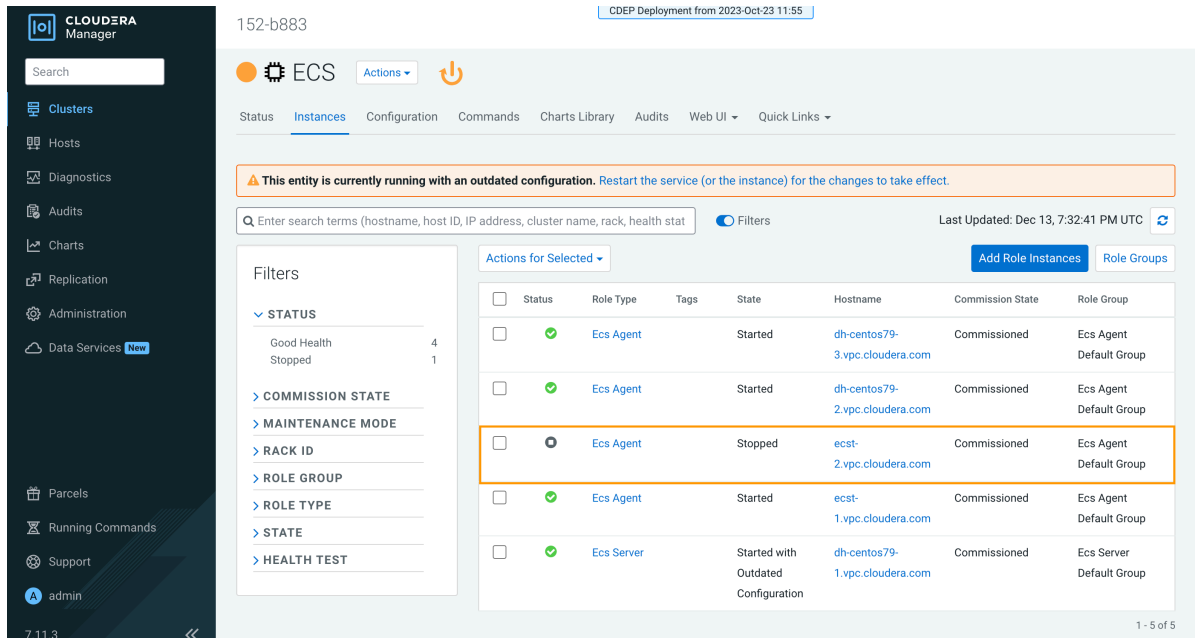 CLOUDERA
Manager
Search
Clusters
Hosts
Diagnostics
Audits
Charts
Replication
Administration
Data Services New
Parcels
Running Commands
Support
A admin
7.11.3
152-b883
CDEP Deployment from 2023-Oct-23 11:55
ECS
Actions
Status Instances Configuration Commands Charts Library Audits Web UI Quick Links
This entity is currently running with an outdated configuration. Restart the service (or the instance) for the changes to take effect.
Enter search terms (hostname, host ID, IP address, cluster name, rack, health stat
Filters
Last Updated: Dec 13, 7:32:41 PM UTC
Filters
STATUS
Good Health 4
Stopped 1
COMMISSION STATE
MAINTENANCE MODE
RACK ID
ROLE GROUP
ROLE TYPE
STATE
HEALTH TEST
Actions for Selected
Add Role Instances
Role Groups
Status Role Type Tags State Hostname Commission State Role Group
Ecs Agent Started dh-centos79- Commissioned Ecs Agent
3.vpc.cloudera.com Default Group
Ecs Agent Started dh-centos79- Commissioned Ecs Agent
2.vpc.cloudera.com Default Group
Ecs Agent Stopped ecst- Commissioned Ecs Agent
2.vpc.cloudera.com Default Group
Ecs Agent Started ecst- Commissioned Ecs Agent
1.vpc.cloudera.com Default Group
Ecs Server Started with dh-centos79- Commissioned Ecs Server
Outdated 1.vpc.cloudera.com Default Group
Configuration
1 - 5 of 5